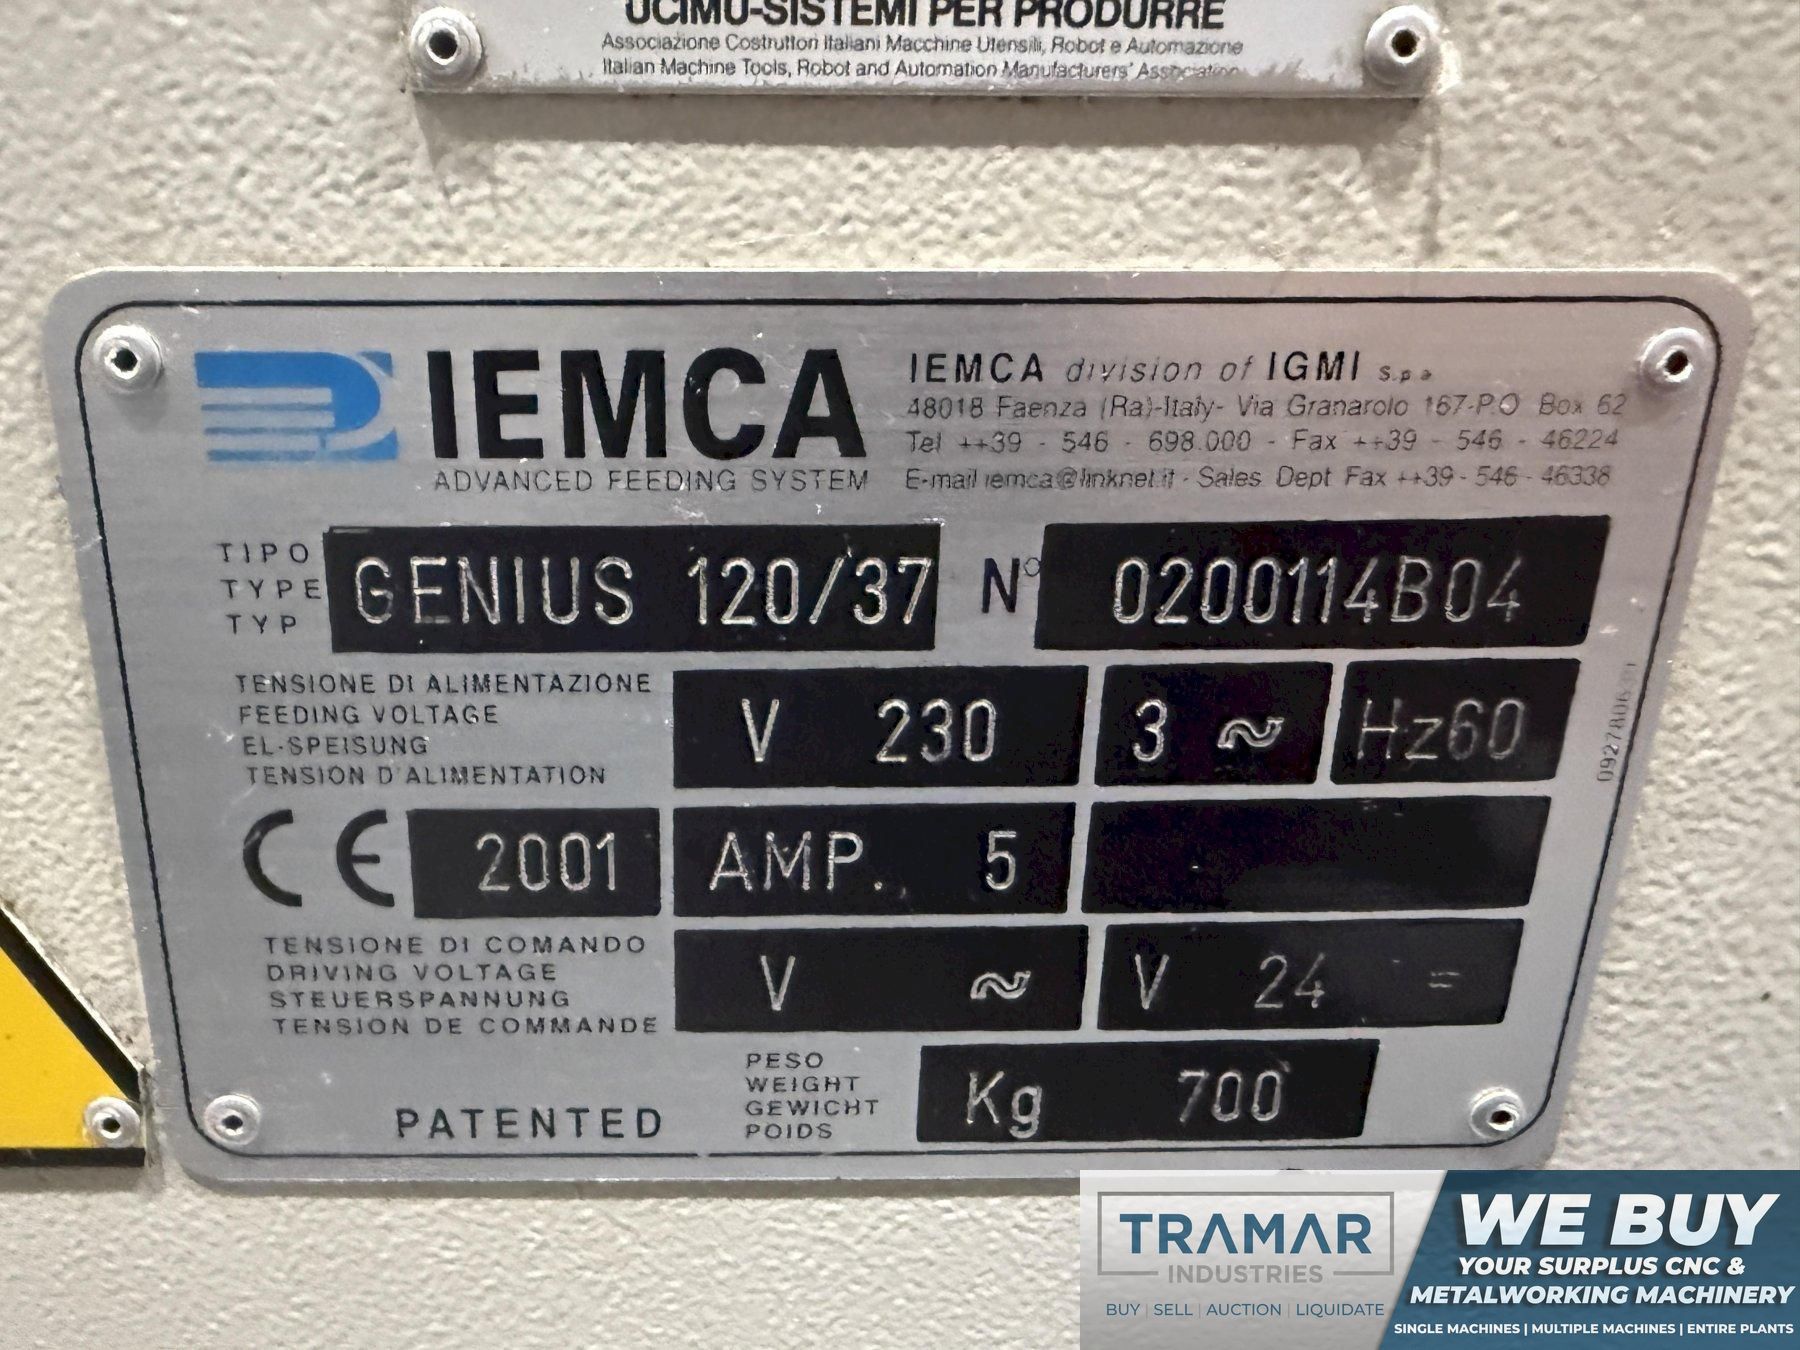 UCIMU-SISTEMI PER PRODURRE
Associazione Costruttori Italiani Macchine Utensili, Robot e Automazione
Italian Machine Tools, Robot and Automation Manufacturers' Association
IEMCA
ADVANCED FEEDING SYSTEM
IEMCA division of IGMI s.p.a
48018 Faenza (Ra)-Italy- Via Granarolo 167-P.O Box 62
Tel ++39 - 546 - 698.000 - Fax ++39 - 546 - 46224
E-mail iemca@linknet.it - Sales Dept Fax ++39 - 546 - 46338
TIPO
TYPE
TYP
GENIUS 120/37
N° 0200114B04
TENSIONE DI ALIMENTAZIONE
FEEDING VOLTAGE
EL-SPEISUNG
TENSION D'ALIMENTATION
V 230
3 ~
Hz60
CE 2001
AMP. 5
TENSIONE DI COMANDO
DRIVING VOLTAGE
STEUERSPANNUNG
TENSION DE COMMANDE
V ~
V 24 =
PATENTED
PESO
WEIGHT
GEWICHT
POIDS
Kg 700
TRAMAR
INDUSTRIES
BUY | SELL | AUCTION | LIQUIDATE
WE BUY
YOUR SURPLUS CNC &
METALWORKING MACHINERY
SINGLE MACHINES | MULTIPLE MACHINES | ENTIRE PLANTS